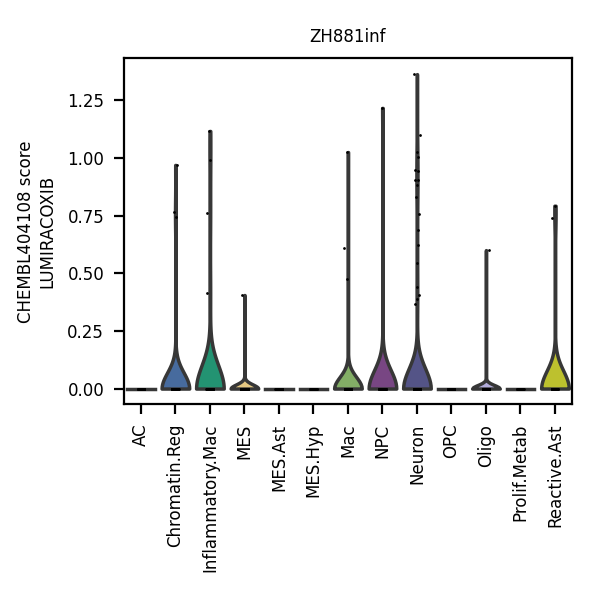 ZH881inf
CHEMBL404108 score
LUMIRACOXIB
1.25
1.00
0.75
0.50
0.25
0.00
AC
Chromatin.Reg
Inflammatory.Mac
MES
MES.Ast
MES.Hyp
Mac
NPC
Neuron
OPC
Oligo
Prolif.Metab
Reactive.Ast